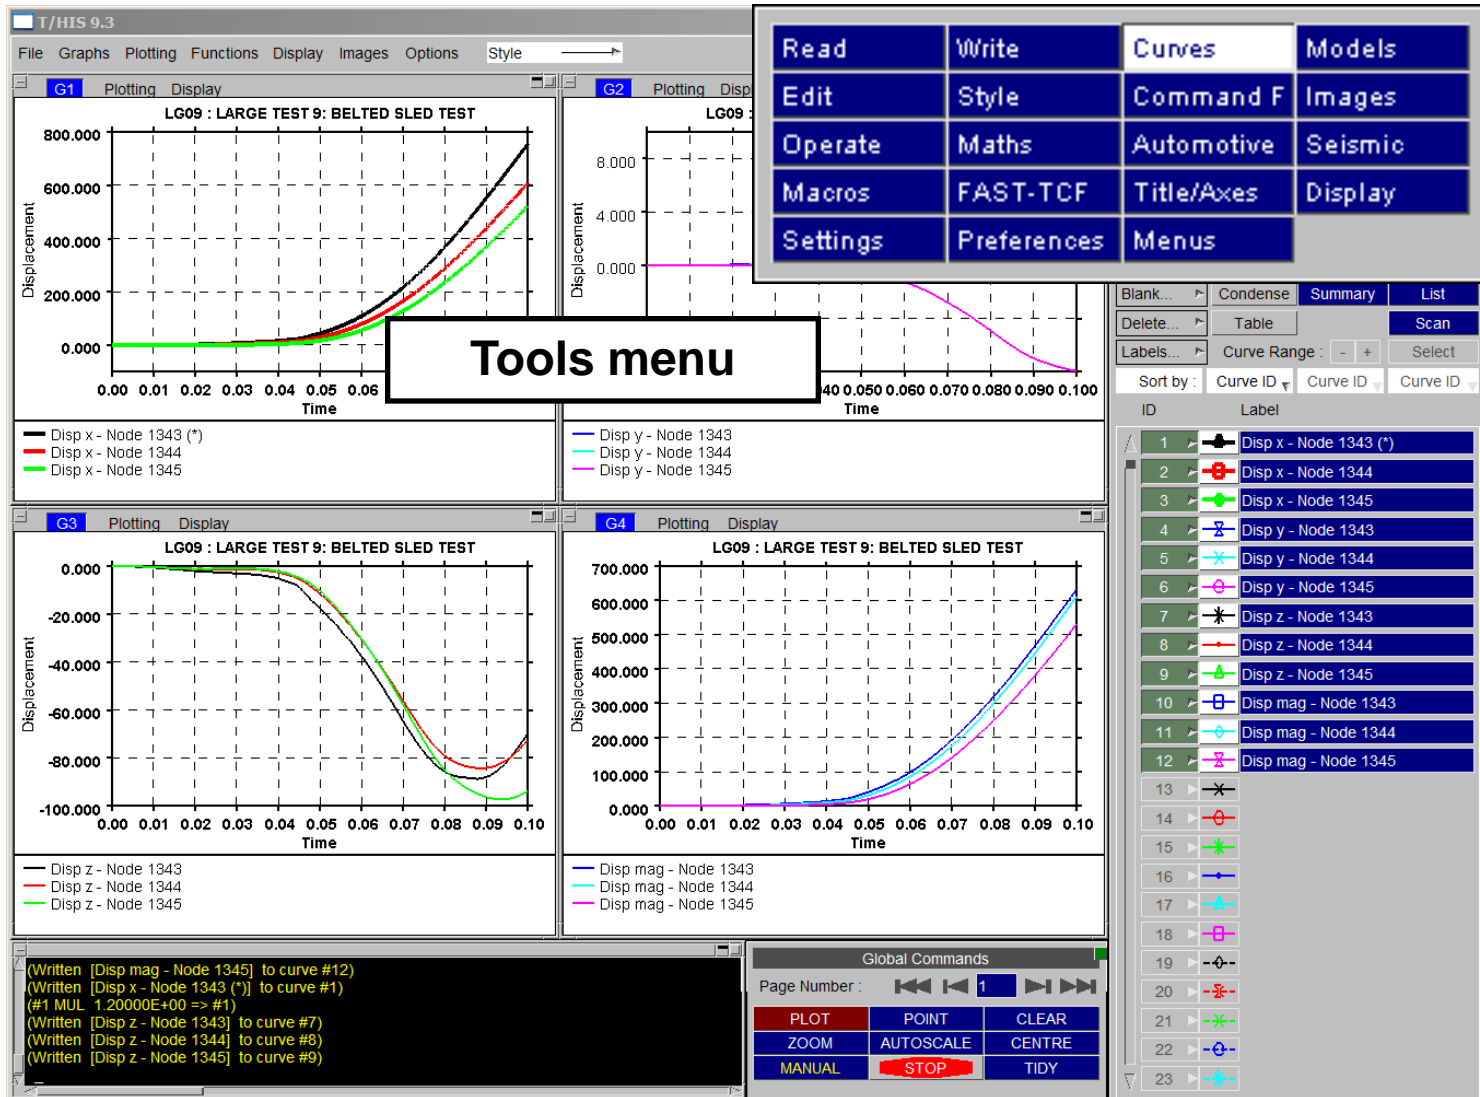 T/HIS 9.3
File Graphs Plotting Functions Display Images Options Style
Read Write Curves Models
Edit Style Command F Images
Operate Maths Automotive Seismic
Macros FAST-TCF Title/Axes Display
Settings Preferences Menus
G1 Plotting Display
LG09 : LARGE TEST 9: BELTED SLED TEST
800.000
600.000
400.000
200.000
0.000
Displacement
0.00 0.01 0.02 0.03 0.04 0.05 0.06
Time
Disp x - Node 1343 (*)
Disp x - Node 1344
Disp x - Node 1345
G2 Plotting Disp
LG09 :
8.000
4.000
0.000
Displacement
40 0.050 0.060 0.070 0.080 0.090 0.100
Time
Disp y - Node 1343
Disp y - Node 1344
Disp y - Node 1345
Tools menu
G3 Plotting Display
LG09 : LARGE TEST 9: BELTED SLED TEST
0.000
-20.000
-40.000
-60.000
-80.000
-100.000
Displacement
0.00 0.01 0.02 0.03 0.04 0.05 0.06 0.07 0.08 0.09 0.10
Time
Disp z - Node 1343
Disp z - Node 1344
Disp z - Node 1345
G4 Plotting Display
LG09 : LARGE TEST 9: BELTED SLED TEST
700.000
600.000
500.000
400.000
300.000
200.000
100.000
0.000
Displacement
0.00 0.01 0.02 0.03 0.04 0.05 0.06 0.07 0.08 0.09 0.10
Time
Disp mag - Node 1343
Disp mag - Node 1344
Disp mag - Node 1345
Blank... Condense Summary List
Delete... Table Scan
Labels... Curve Range : - + Select
Sort by : Curve ID Curve ID Curve ID
ID Label
1 Disp x - Node 1343 (*)
2 Disp x - Node 1344
3 Disp x - Node 1345
4 Disp y - Node 1343
5 Disp y - Node 1344
6 Disp y - Node 1345
7 Disp z - Node 1343
8 Disp z - Node 1344
9 Disp z - Node 1345
10 Disp mag - Node 1343
11 Disp mag - Node 1344
12 Disp mag - Node 1345
13
14
15
16
17
18
19
20
21
22
23
(Written [Disp mag - Node 1345] to curve #12)
(Written [Disp x - Node 1343 (*)] to curve #1)
(#1 MUL 1.20000E+00 => #1)
(Written [Disp z - Node 1343] to curve #7)
(Written [Disp z - Node 1344] to curve #8)
(Written [Disp z - Node 1345] to curve #9)
Global Commands
Page Number : 1
PLOT POINT CLEAR
ZOOM AUTOSCALE CENTRE
MANUAL STOP TIDY